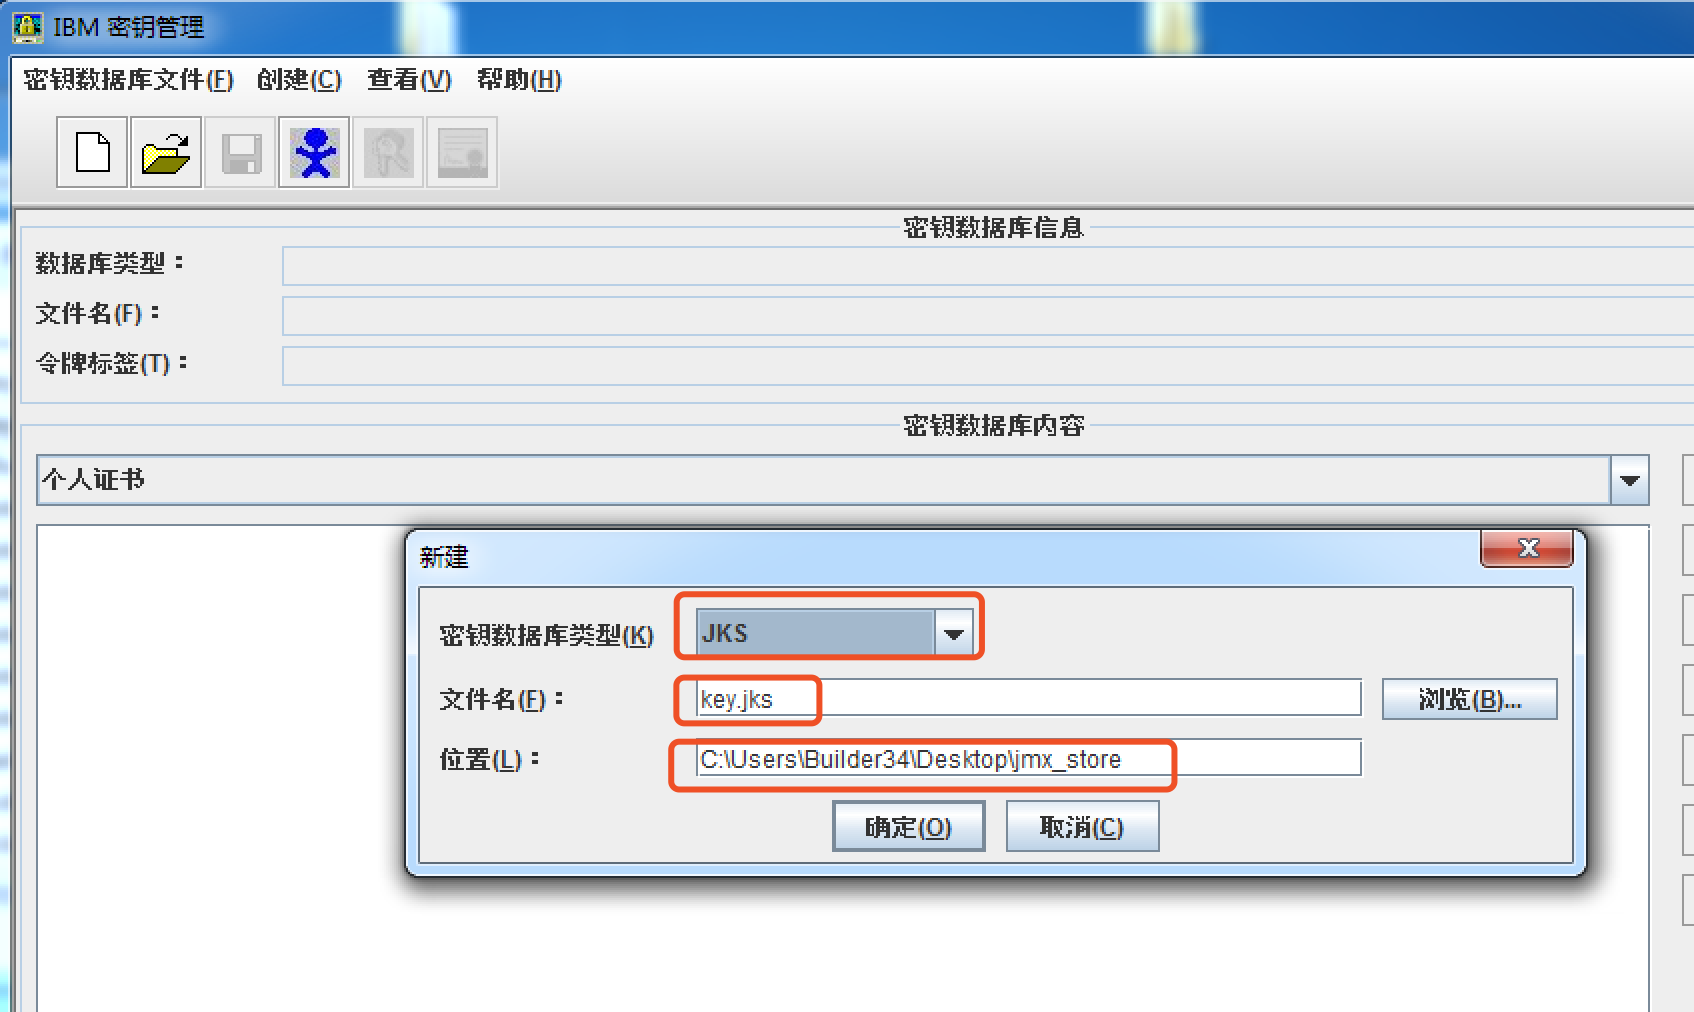 IBM 密钥管理
密钥数据库文件(F) 创建(C) 查看(V) 帮助(H)
密钥数据库信息
数据库类型：
文件名(F)：
令牌标签(T)：
密钥数据库内容
个人证书
新建
密钥数据库类型(K) JKS
文件名(F)： key.jks 浏览(B)...
位置(L)： C:\Users\Builder34\Desktop\jmx_store
确定(O) 取消(C)